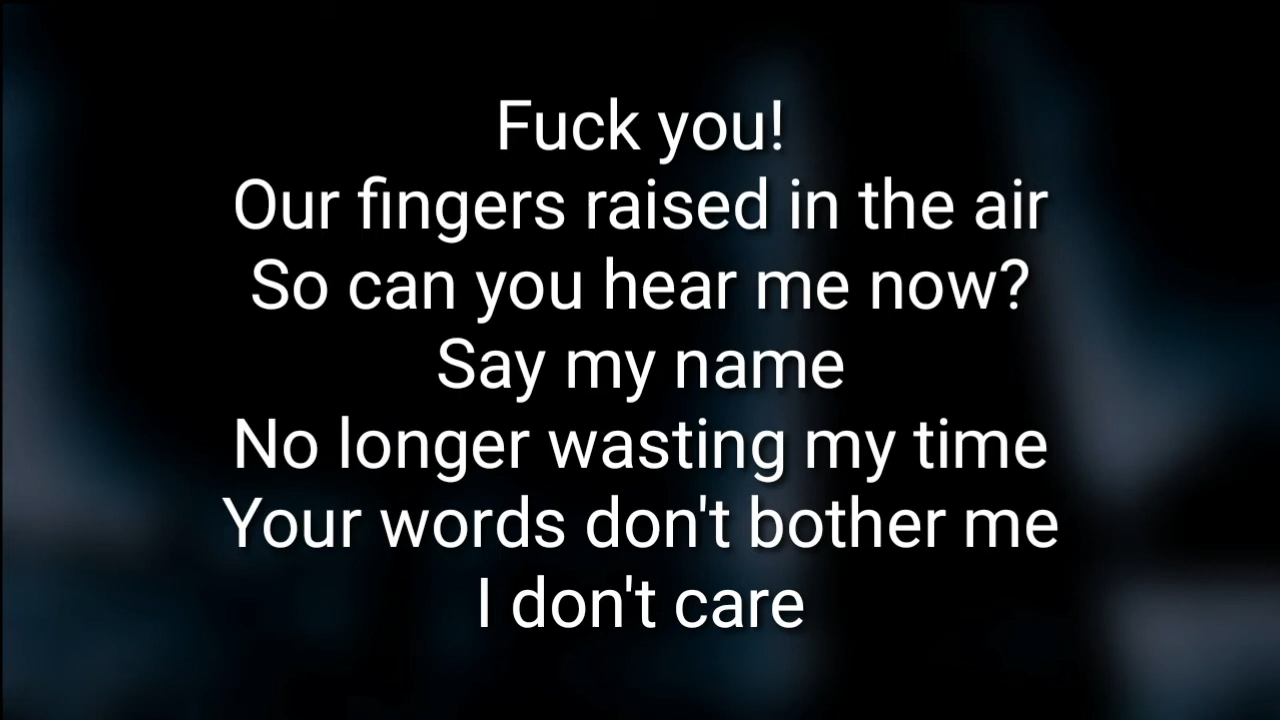 Fuck you!
Our fingers raised in the air
So can you hear me now?
Say my name
No longer wasting my time
Your words don't bother me
I don't care